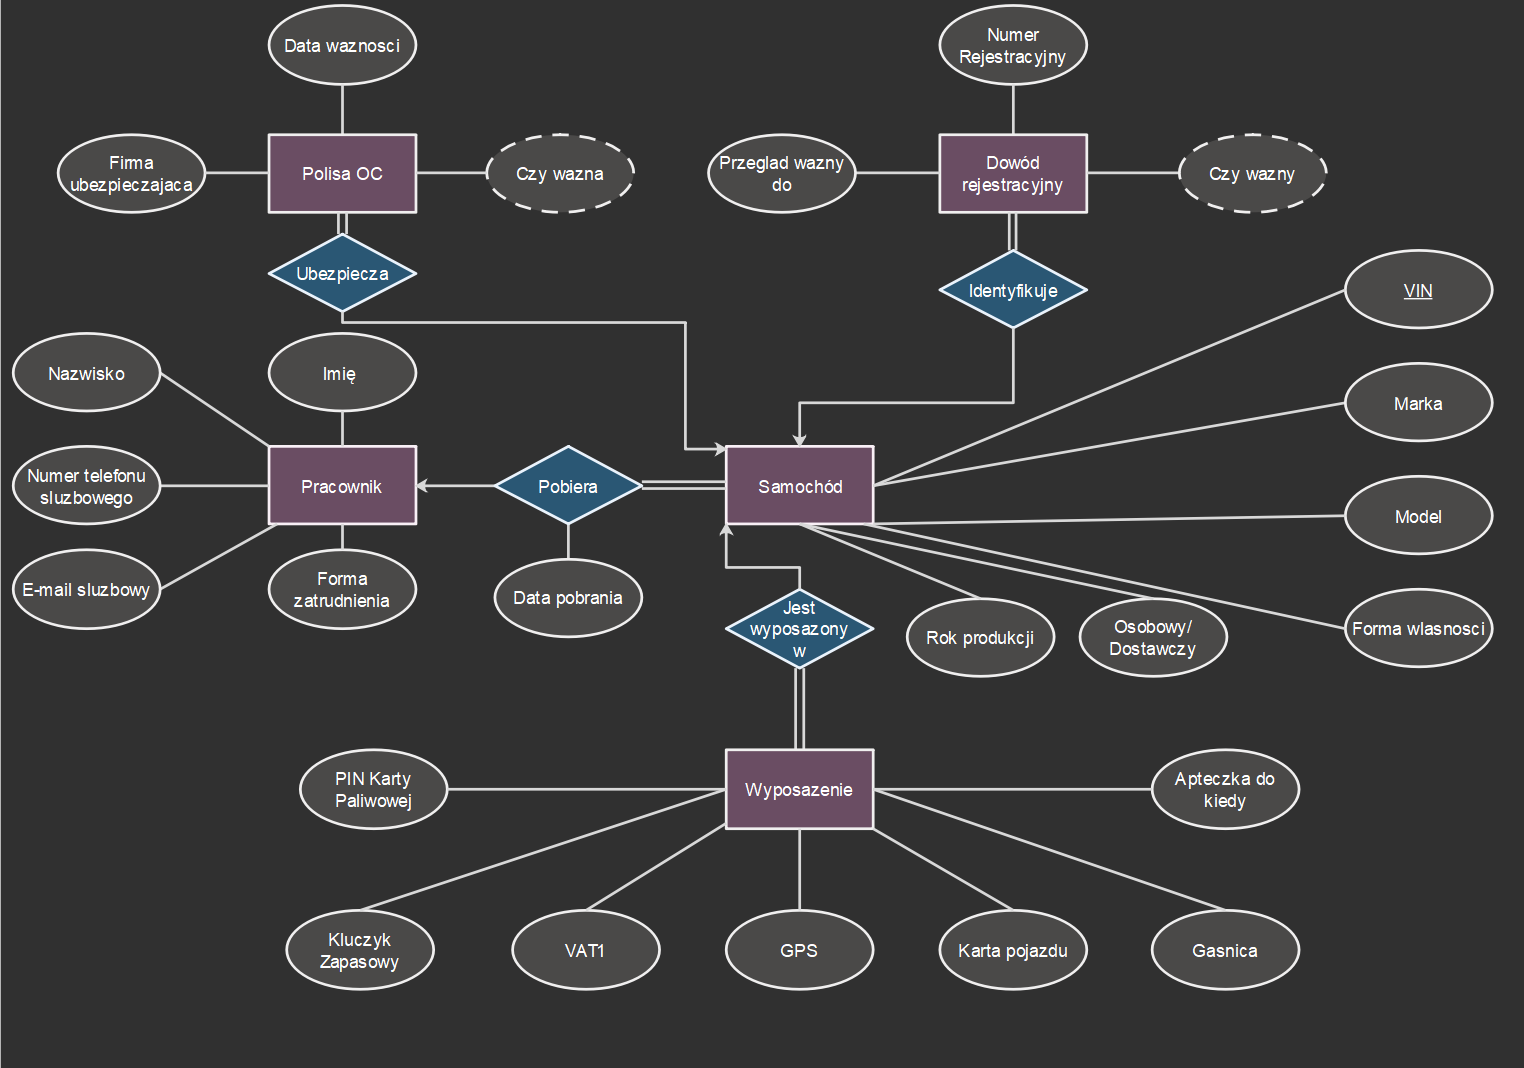 Data waznosci
Numer
Rejestracyjny
Firma
ubezpieczajaca
Polisa OC
Czy wazna
Przeglad wazny
do
Dowód
rejestracyjny
Czy wazny
Ubezpiecza
Identyfikuje
VIN
Nazwisko
Imię
Marka
Numer telefonu
sluzbowego
Pracownik
Pobiera
Samochód
Model
E-mail sluzbowy
Forma
zatrudnienia
Data pobrania
Jest
wyposazony
w
Rok produkcji
Osobowy/
Dostawczy
Forma wlasnosci
PIN Karty
Paliwowej
Wyposazenie
Apteczka do
kiedy
Kluczyk
Zapasowy
VAT1
GPS
Karta pojazdu
Gasnica